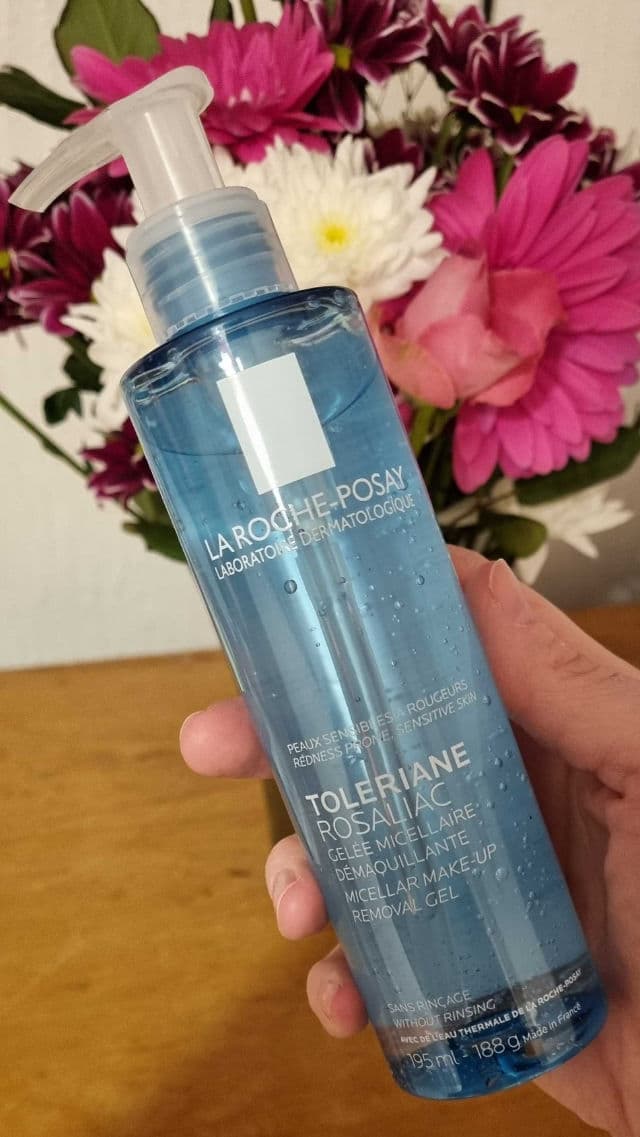 LA ROCHE-POSAY
LABORATOIRE DERMATOLOGIQUE
PEAUX SENSIBLES À ROUGEURS
REDNESS PRONE, SENSITIVE SKIN
TOLERIANE
ROSALIAC
GELÉE MICELLAIRE
DÉMAQUILLANTE
MICELLAR MAKE-UP
REMOVAL GEL
SANS RINÇAGE
WITHOUT RINSING
AVEC DE L'EAU THERMALE DE LA ROCHE-POSAY
195 ml - 188 g Made in France